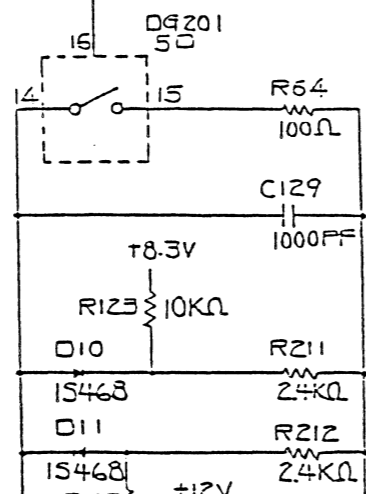 DG201
16 5D
14 15 R64
100Ω
C129
1000PF
+8.3V
R123 10KΩ
D10 R211
1S468 2.4KΩ
D11 R212
1S468 2.4KΩ
+12V